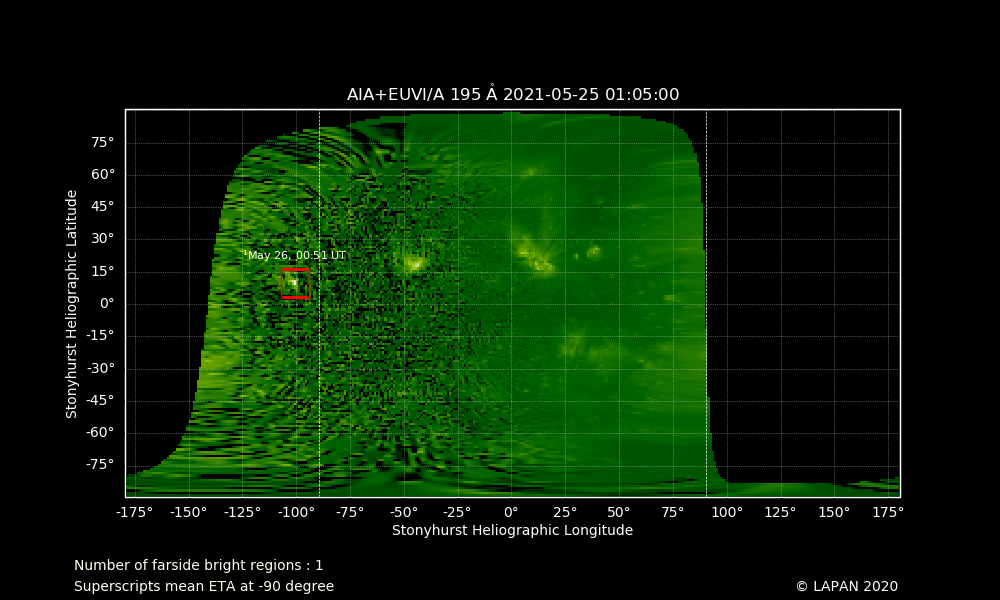 AIA+EUVI/A 195 Å 2021-05-25 01:05:00
75°
60°
45°
30°
15°
0°
-15°
-30°
-45°
-60°
-75°
Stonyhurst Heliographic Latitude
¹May 26, 00:51 UT
-175° -150° -125° -100° -75° -50° -25° 0° 25° 50° 75° 100° 125° 150° 175°
Stonyhurst Heliographic Longitude
Number of farside bright regions : 1
Superscripts mean ETA at -90 degree
© LAPAN 2020